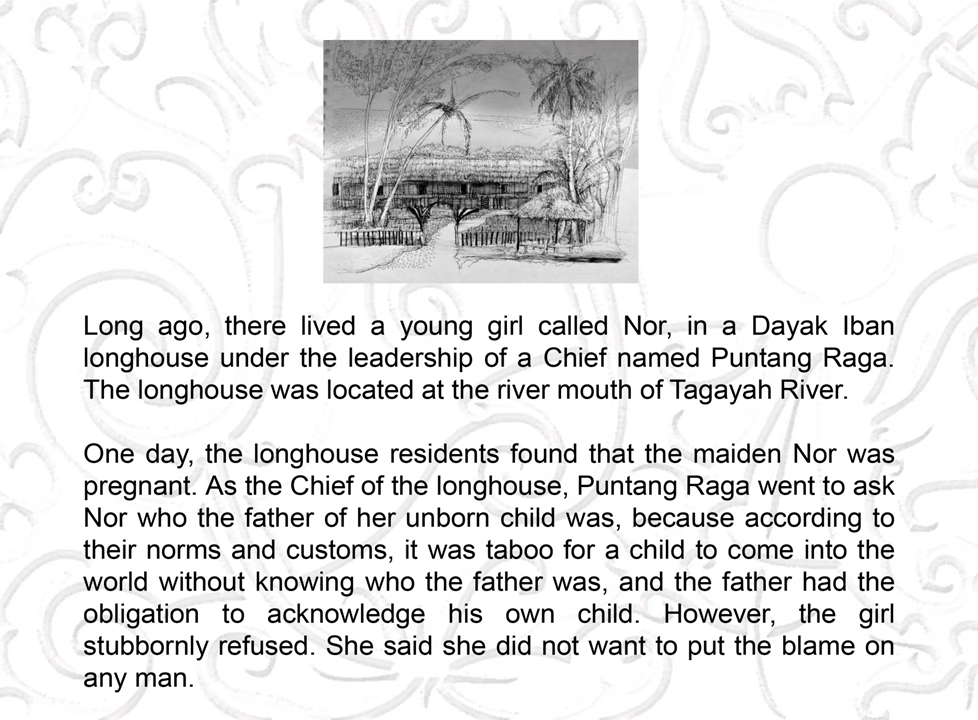 Long ago, there lived a young girl called Nor, in a Dayak Iban
longhouse under the leadership of a Chief named Puntang Raga.
The longhouse was located at the river mouth of Tagayah River.
One day, the longhouse residents found that the maiden Nor was
pregnant. As the Chief of the longhouse, Puntang Raga went to ask
Nor who the father of her unborn child was, because according to
their norms and customs, it was taboo for a child to come into the
world without knowing who the father was, and the father had the
obligation to acknowledge his own child. However, the girl
stubbornly refused. She said she did not want to put the blame on
any man.